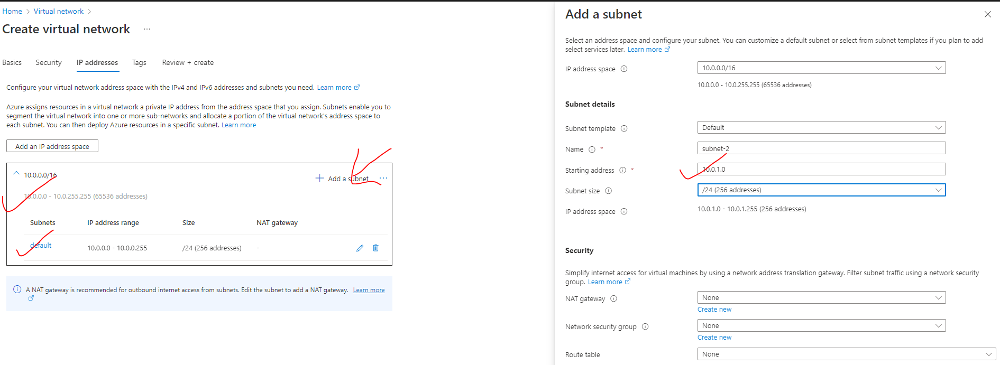 Home > Virtual network >
Create virtual network ...
Basics Security IP addresses Tags Review + create
Configure your virtual network address space with the IPv4 and IPv6 addresses and subnets you need. Learn more
Azure assigns resources in a virtual network a private IP address from the address space that you assign. Subnets enable you to
segment the virtual network into one or more sub-networks and allocate a portion of the virtual network's address space to
each subnet. You can then deploy Azure resources in a specific subnet. Learn more
Add an IP address space
10.0.0.0/16
+ Add a subnet ...
10.0.0.0 - 10.0.255.255 (65536 addresses)
Subnets IP address range Size NAT gateway
default 10.0.0.0 - 10.0.0.255 /24 (256 addresses) -
A NAT gateway is recommended for outbound internet access from subnets. Edit the subnet to add a NAT gateway. Learn more
Add a subnet
Select an address space and configure your subnet. You can customize a default subnet or select from subnet templates if you plan to add
select services later. Learn more
IP address space 10.0.0.0/16
10.0.0.0 - 10.0.255.255 (65536 addresses)
Subnet details
Subnet template Default
Name * subnet-2
Starting address * 10.0.1.0
Subnet size /24 (256 addresses)
IP address space 10.0.1.0 - 10.0.1.255 (256 addresses)
Security
Simplify internet access for virtual machines by using a network address translation gateway. Filter subnet traffic using a network security
group. Learn more
NAT gateway None
Create new
Network security group None
Create new
Route table None